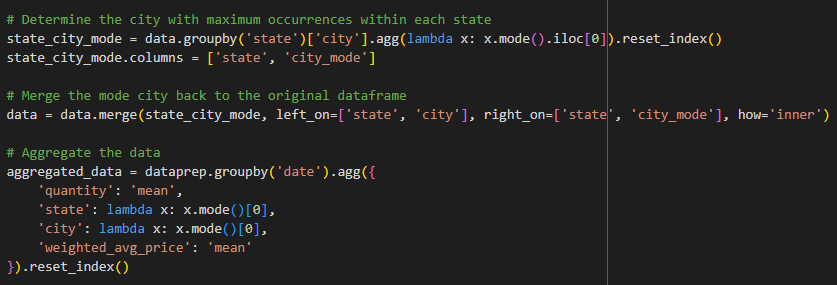 # Determine the city with maximum occurrences within each state
state_city_mode = data.groupby('state')['city'].agg(lambda x: x.mode().iloc[0]).reset_index()
state_city_mode.columns = ['state', 'city_mode']
# Merge the mode city back to the original dataframe
data = data.merge(state_city_mode, left_on=['state', 'city'], right_on=['state', 'city_mode'], how='inner')
# Aggregate the data
aggregated_data = dataprep.groupby('date').agg({
    'quantity': 'mean',
    'state': lambda x: x.mode()[0],
    'city': lambda x: x.mode()[0],
    'weighted_avg_price': 'mean'
}).reset_index()